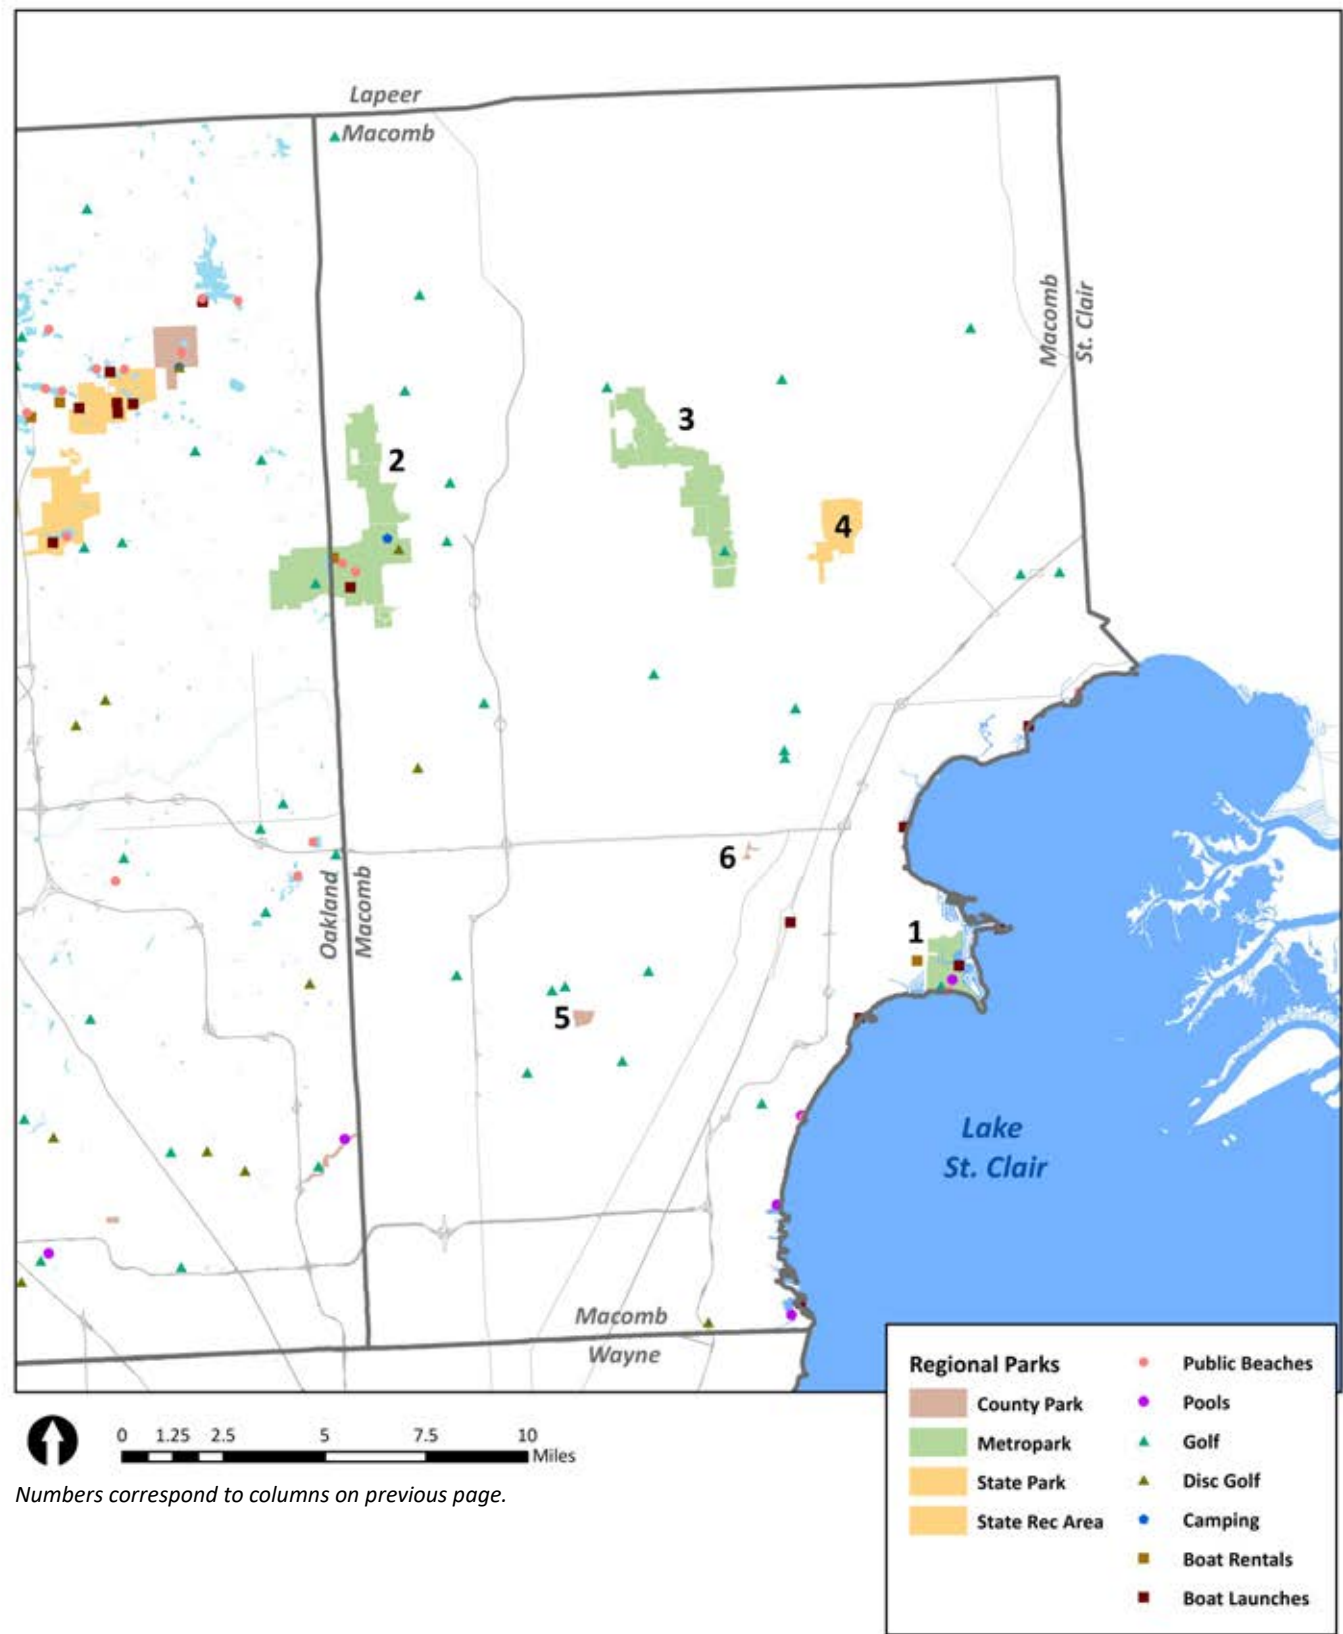 Lapeer
Macomb
Macomb
St. Clair
3
2
4
6
Oakland
Macomb
1
5
Lake
St. Clair
Macomb
Wayne
Regional Parks
County Park
Metropark
State Park
State Rec Area
Public Beaches
Pools
Golf
Disc Golf
Camping
Boat Rentals
Boat Launches
0 1.25 2.5 5 7.5 10
Miles
Numbers correspond to columns on previous page.